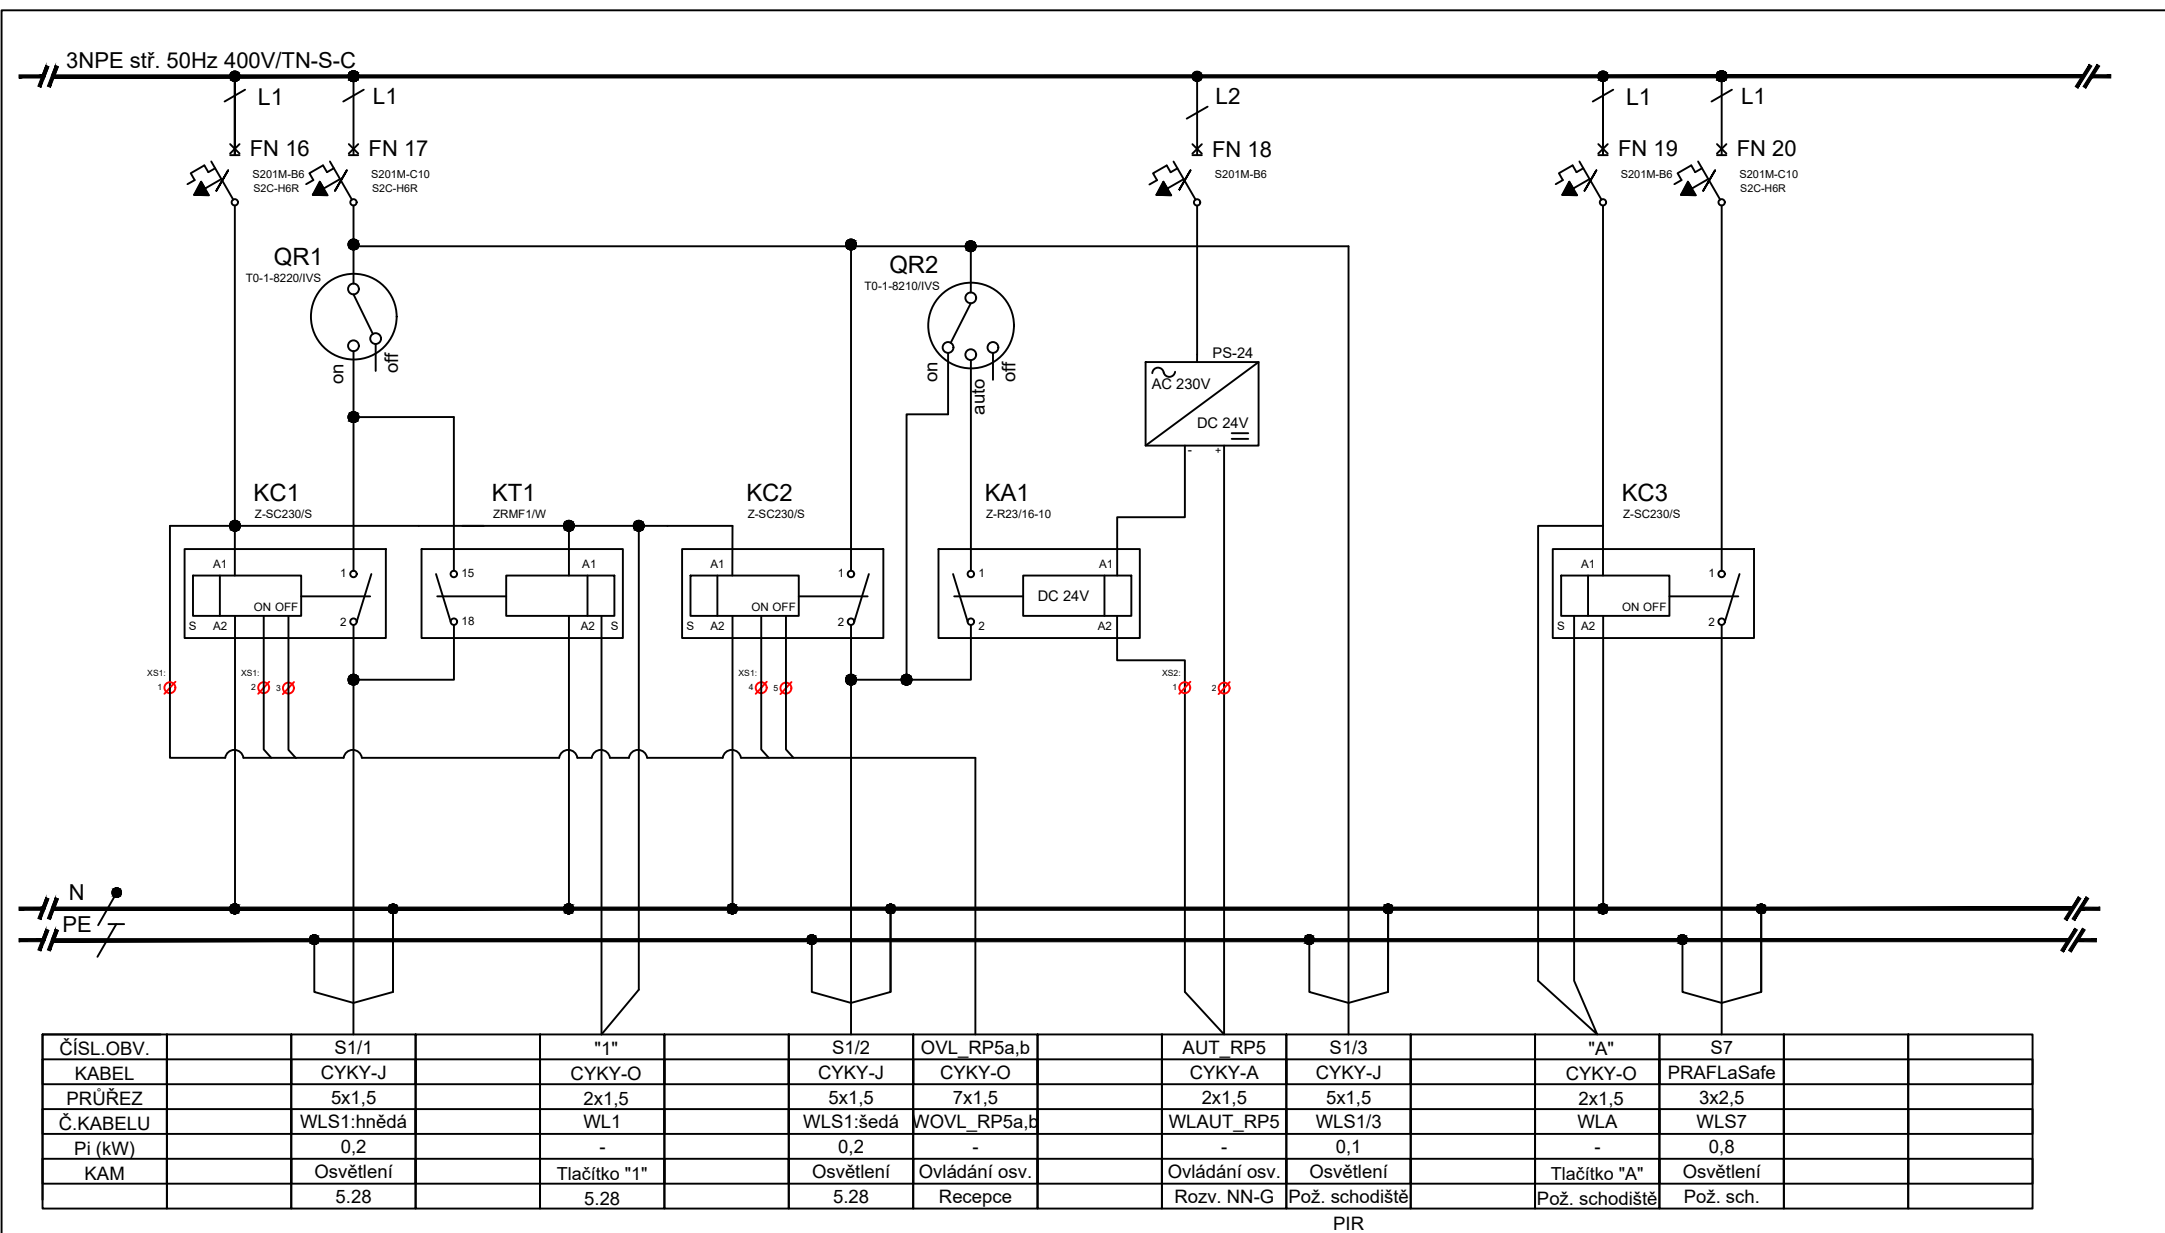 3NPE stř. 50Hz 400V/TN-S-C
L1 L1 L2 L1 L1
FN 16 FN 17 FN 18 FN 19 FN 20
S201M-B6 S201M-C10 S201M-B6 S201M-B6 S201M-C10
S2C-H6R S2C-H6R S2C-H6R
QR1 QR2
T0-1-8220/IVS T0-1-8210/IVS
on off on auto off
PS-24
AC 230V
DC 24V
- +
KC1 KT1 KC2 KA1 KC3
Z-SC230/S ZRMF1/W Z-SC230/S Z-R23/16-10 Z-SC230/S
A1 1 15 A1 A1 1 1 A1 A1 1
ON OFF ON OFF DC 24V ON OFF
S A2 2 18 A2 S S A2 2 2 A2 S A2 2
XS1: XS1: XS1: XS2:
1 2 3 4 5 1 2
N
PE
ČÍSL.OBV. S1/1 "1" S1/2 OVL_RP5a,b AUT_RP5 S1/3 "A" S7
KABEL CYKY-J CYKY-O CYKY-J CYKY-O CYKY-A CYKY-J CYKY-O PRAFLaSafe
PRŮŘEZ 5x1,5 2x1,5 5x1,5 7x1,5 2x1,5 5x1,5 2x1,5 3x2,5
Č.KABELU WLS1:hnědá WL1 WLS1:šedá WOVL_RP5a,b WLAUT_RP5 WLS1/3 WLA WLS7
Pi (kW) 0,2 - 0,2 - - 0,1 - 0,8
KAM Osvětlení Tlačítko "1" Osvětlení Ovládání osv. Ovládání osv. Osvětlení Tlačítko "A" Osvětlení
5.28 5.28 5.28 Recepce Rozv. NN-G Pož. schodiště Pož. schodiště Pož. sch.
PIR